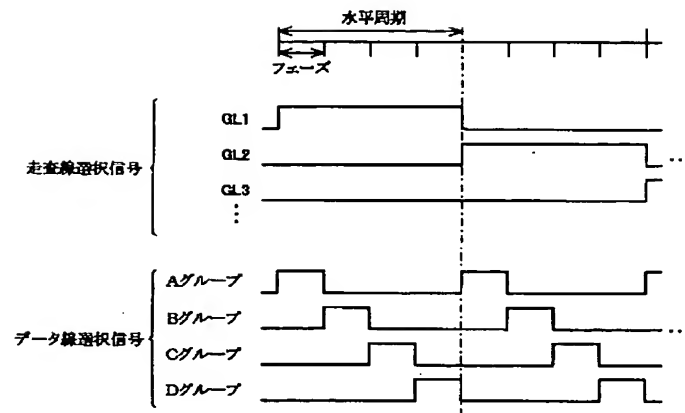 水平周期
フェーズ
GL1
GL2
GL3
走査線選択信号
Aグループ
Bグループ
Cグループ
Dグループ
データ線選択信号